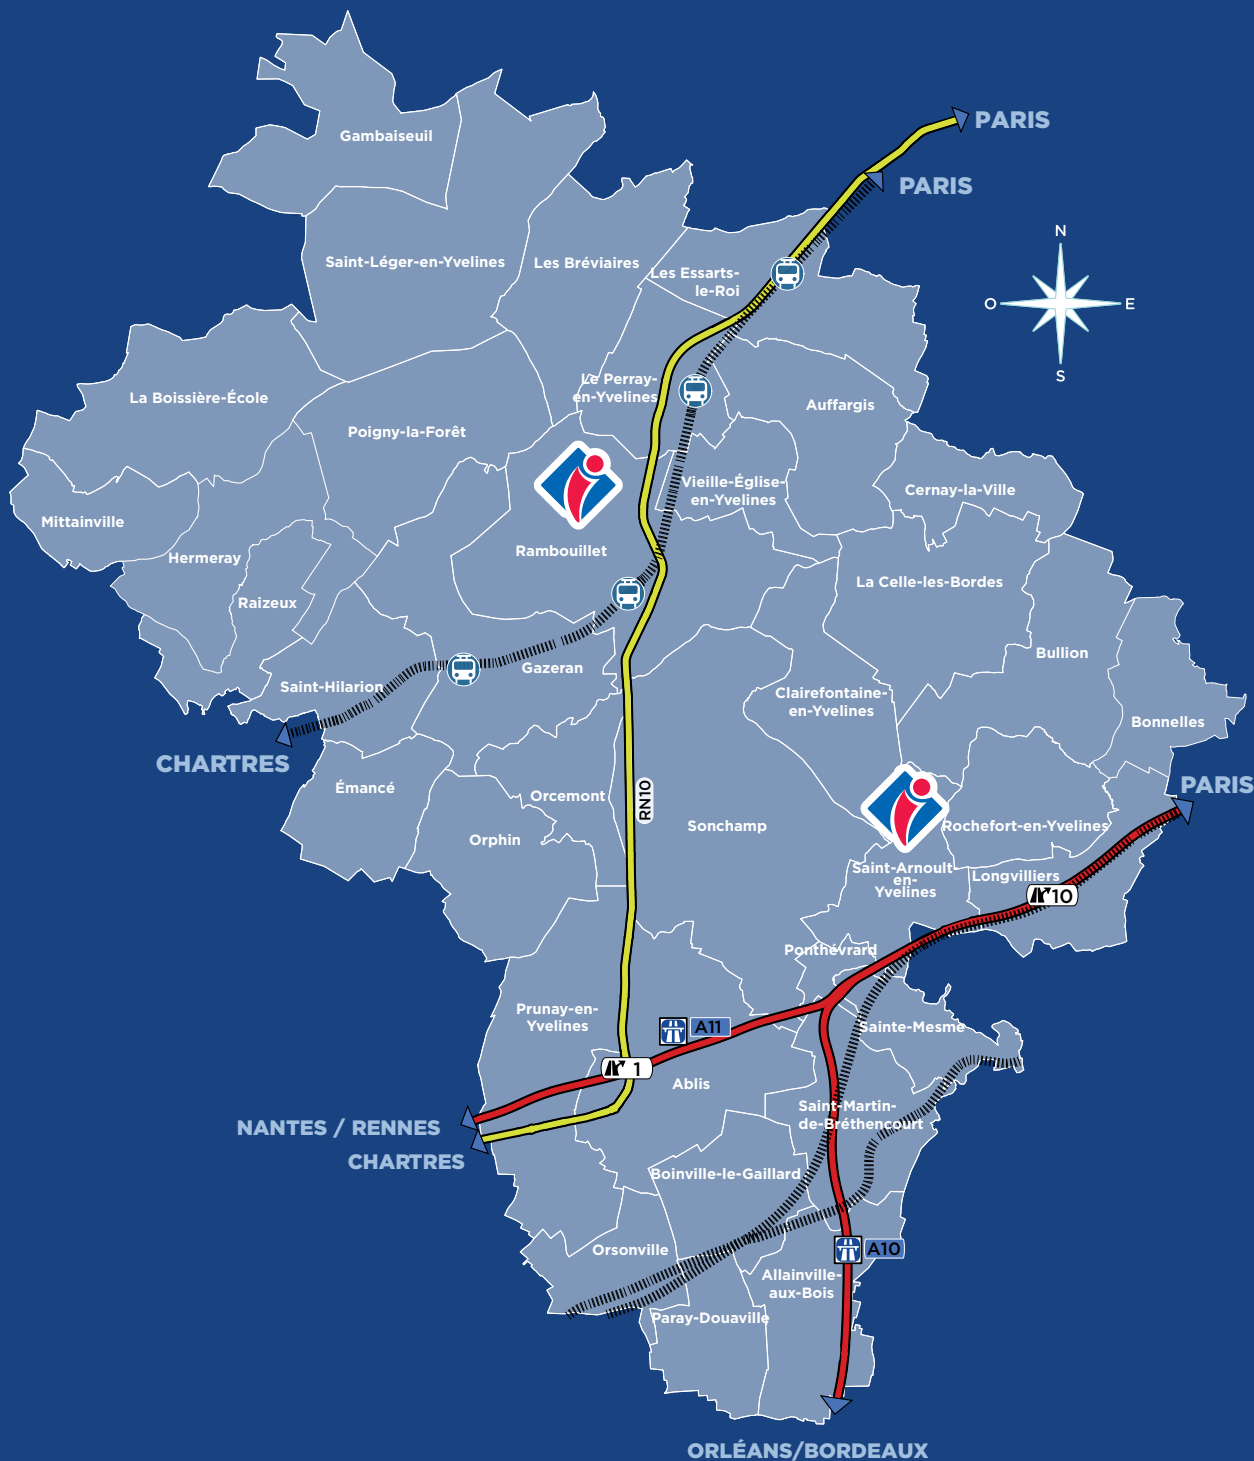 PARIS
Gambaiseuil
PARIS
N
Saint-Léger-en-Yvelines
Les Bréviaires
Les Essarts-
le-Roi
O
E
S
La Boissière-École
Le Perray-
en-Yvelines
Auffargis
Poigny-la-Forêt
Vieille-Église-
en-Yvelines
Cernay-la-Ville
Mittainville
Rambouillet
Hermeray
La Celle-les-Bordes
Raizeux
Bullion
Gazeran
Saint-Hilarion
Clairefontaine-
en-Yvelines
Bonnelles
CHARTRES
PARIS
Émancé
Orcemont
RN10
Sonchamp
Rochefort-en-Yvelines
Orphin
Saint-Arnoult-
en-
Yvelines
Longvilliers
10
Ponthévrard
Prunay-en-
Yvelines
A11
Sainte-Mesme
1
Ablis
Saint-Martin-
de-Bréthencourt
NANTES / RENNES
CHARTRES
Boinville-le-Gaillard
Orsonville
A10
Allainville-
aux-Bois
Paray-Douaville
ORLÉANS/BORDEAUX